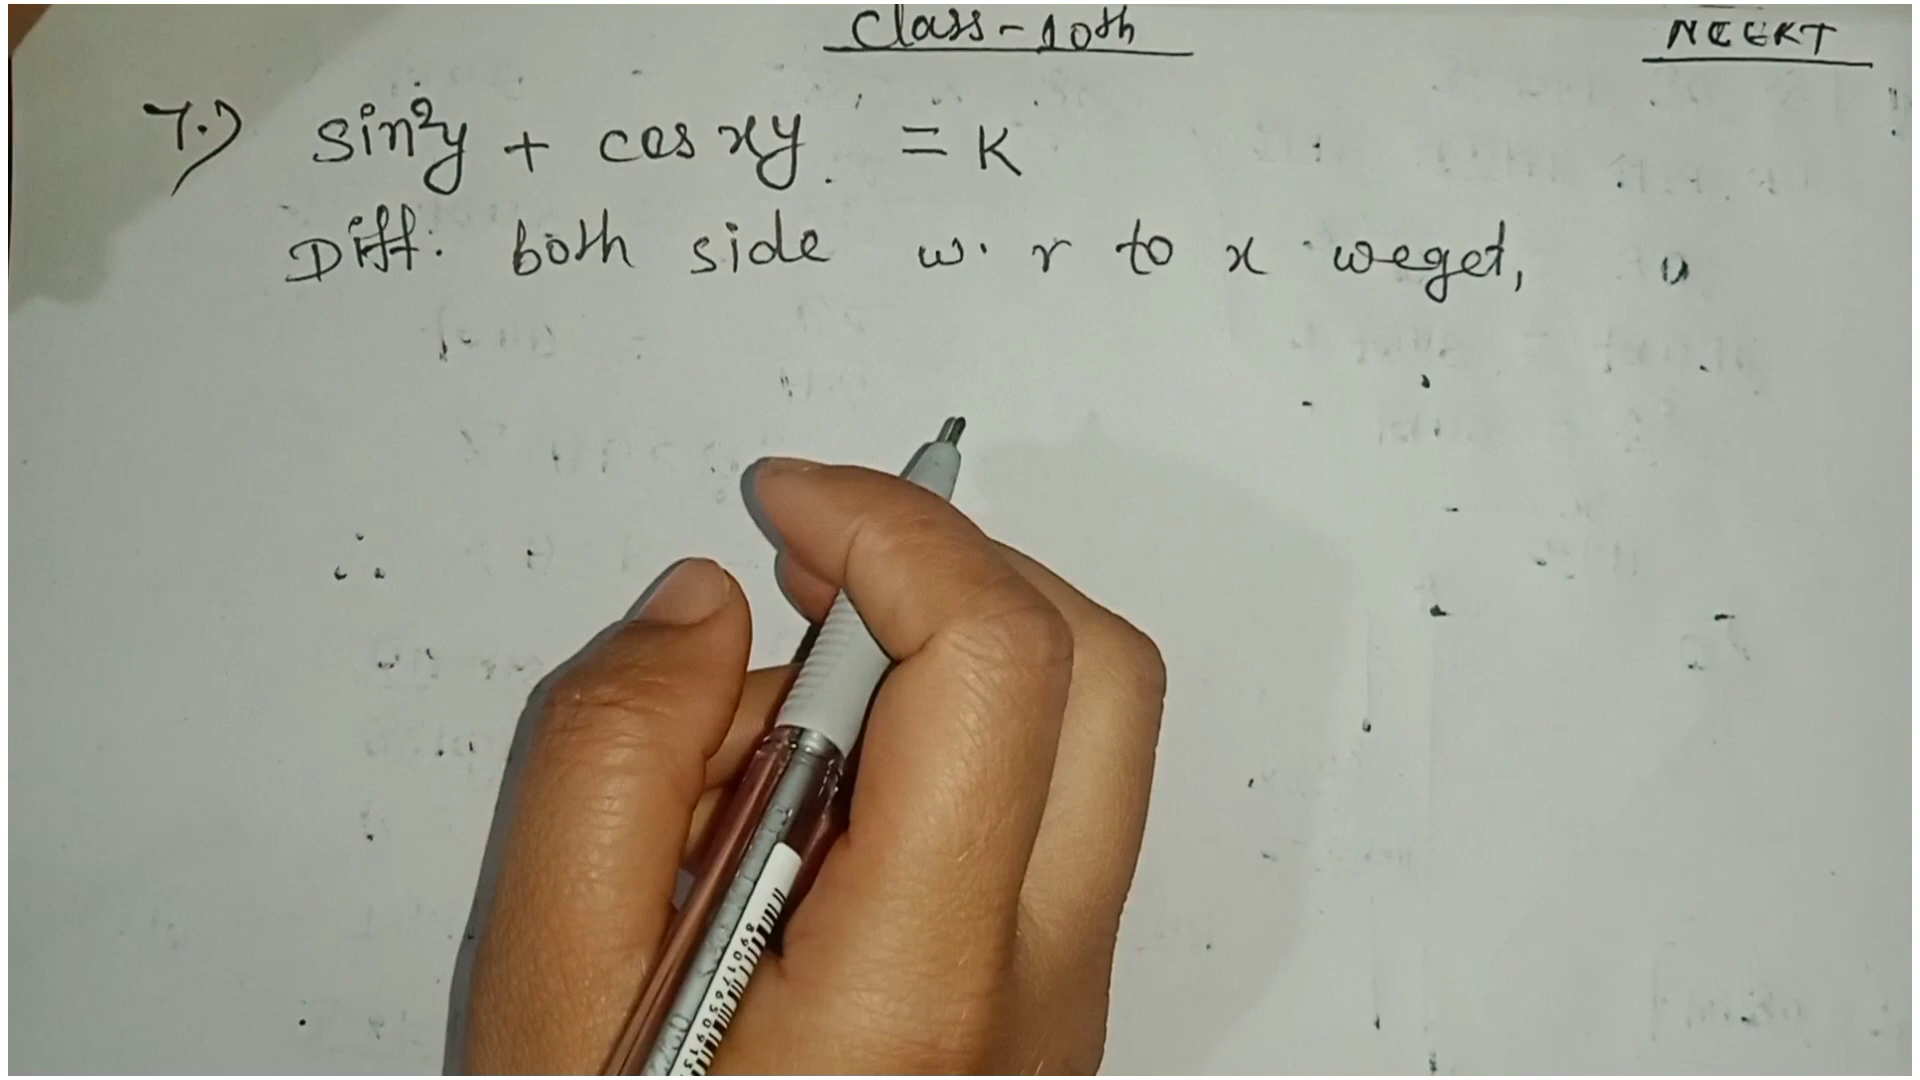 Class - 10th
NCERT
7.) sin²y + cos xy = K
Diff. both side w. r to x weget,
∴